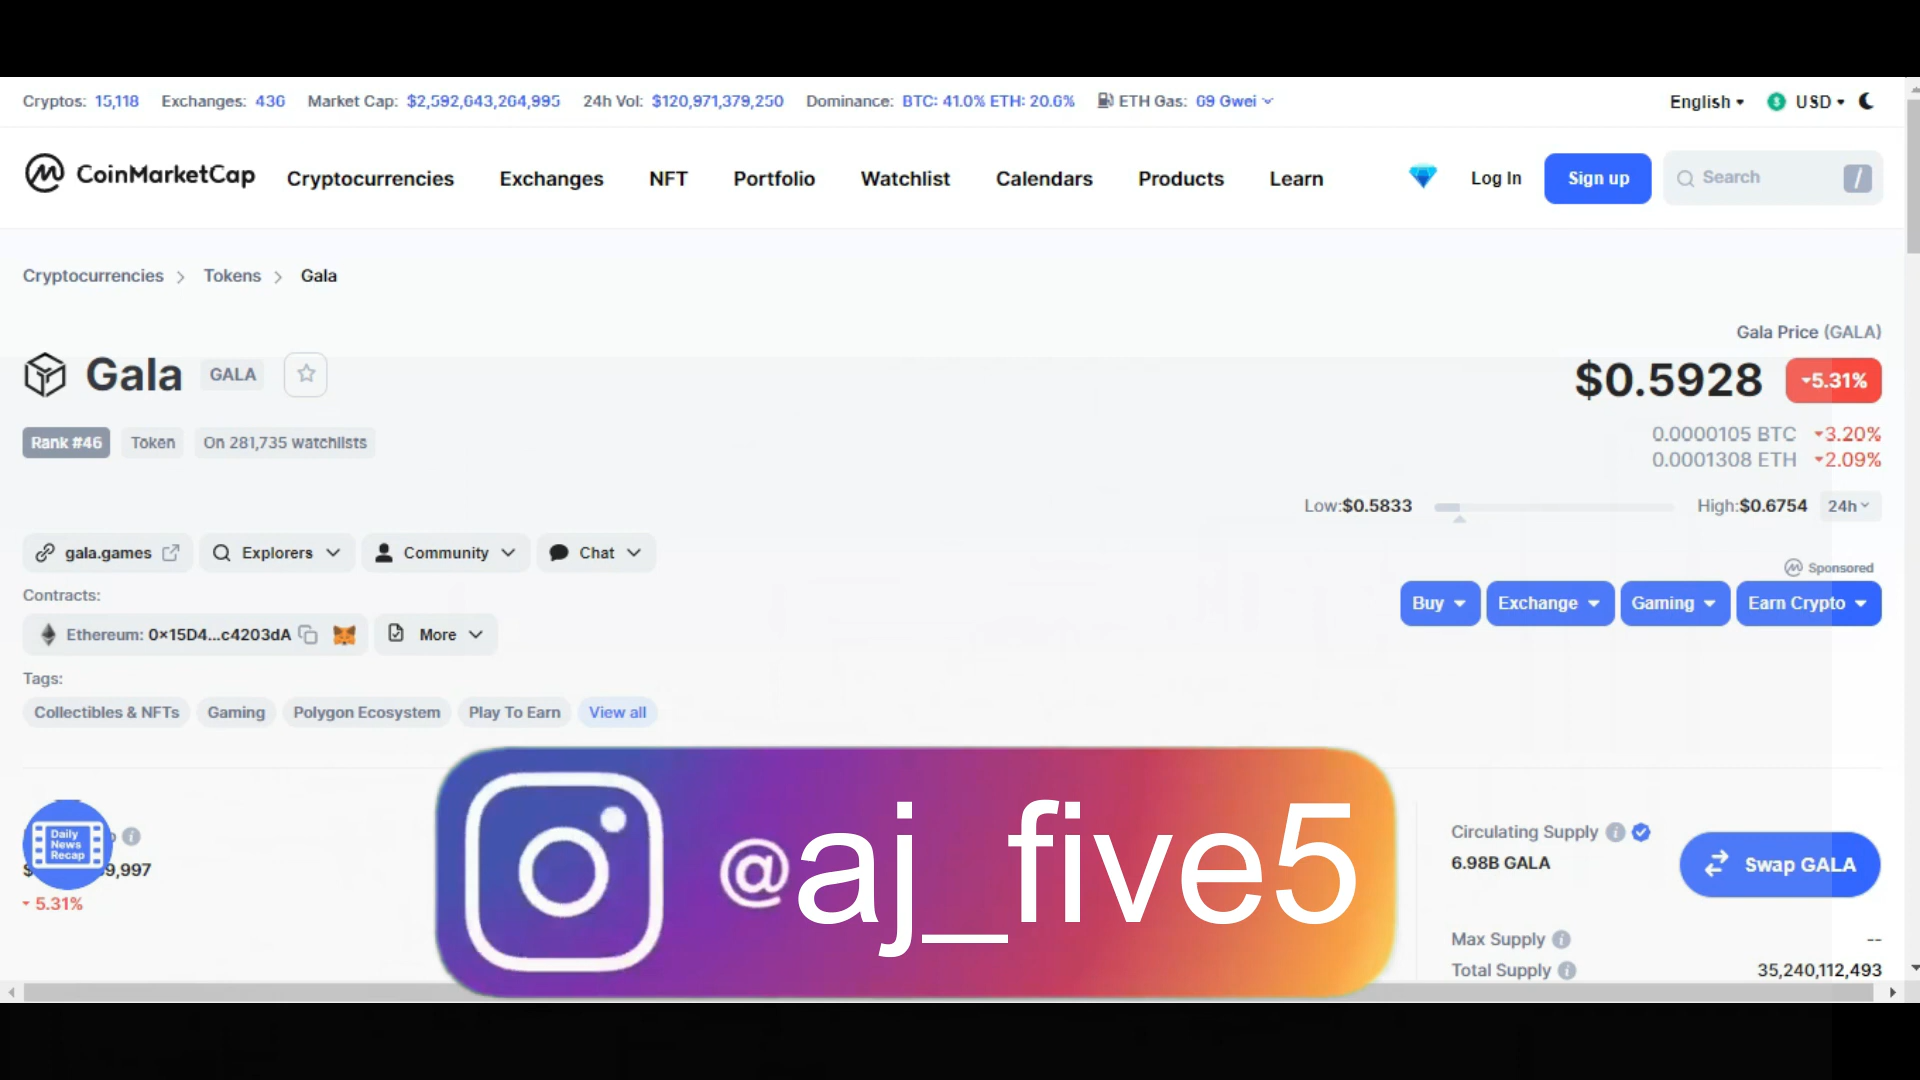 Cryptos: 15,118 Exchanges: 436 Market Cap: $2,592,643,264,995 24h Vol: $120,971,379,250 Dominance: BTC: 41.0% ETH: 20.6% ETH Gas: 69 Gwei English USD
CoinMarketCap Cryptocurrencies Exchanges NFT Portfolio Watchlist Calendars Products Learn Log In Sign up Search /
Cryptocurrencies > Tokens > Gala
Gala Price (GALA)
Gala GALA $0.5928 5.31%
Rank #46 Token On 281,735 watchlists
0.0000105 BTC 3.20%
0.0001308 ETH 2.09%
Low:$0.5833 High:$0.6754 24h
gala.games Explorers Community Chat
Sponsored
Contracts:
Buy Exchange Gaming Earn Crypto
Ethereum: 0×15D4...c4203dA More
Tags:
Collectibles & NFTs Gaming Polygon Ecosystem Play To Earn View all
Daily
News
Recap
9,997
5.31%
@aj_five5
Circulating Supply
6.98B GALA
Swap GALA
Max Supply --
Total Supply 35,240,112,493